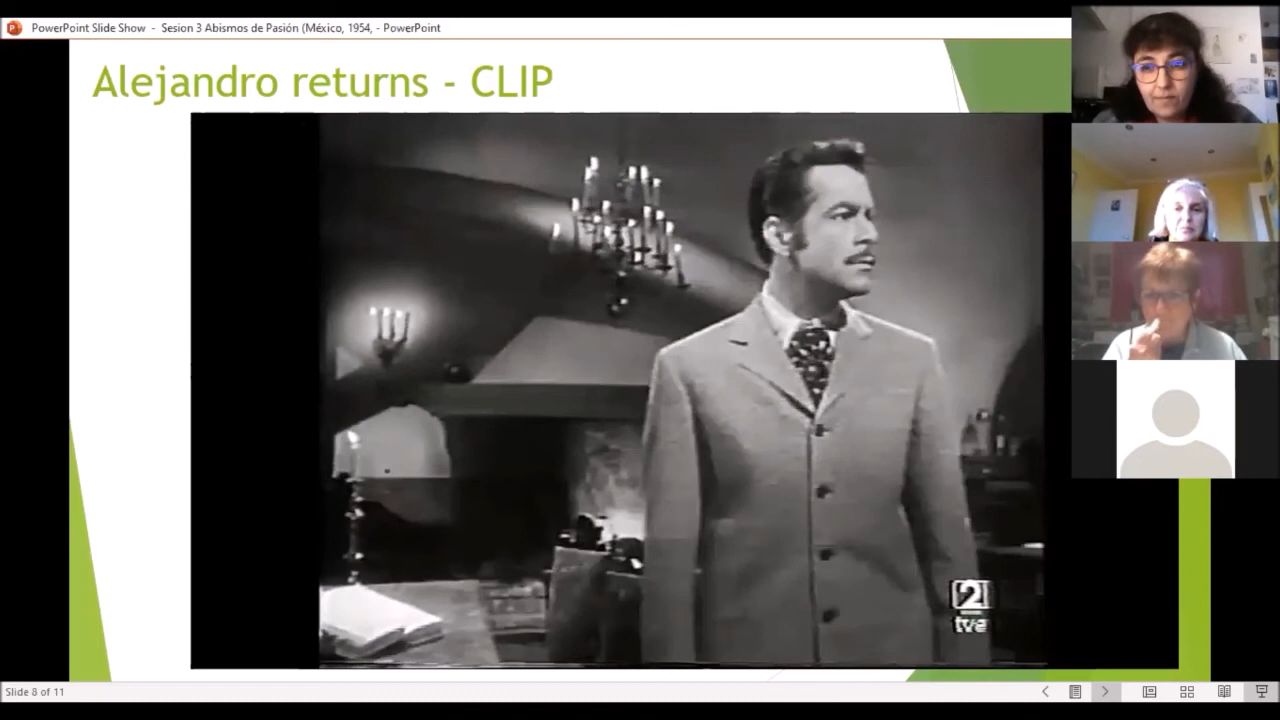 PowerPoint Slide Show - Sesion 3 Abismos de Pasión (México, 1954, - PowerPoint
Alejandro returns - CLIP
2
tve
Slide 8 of 11